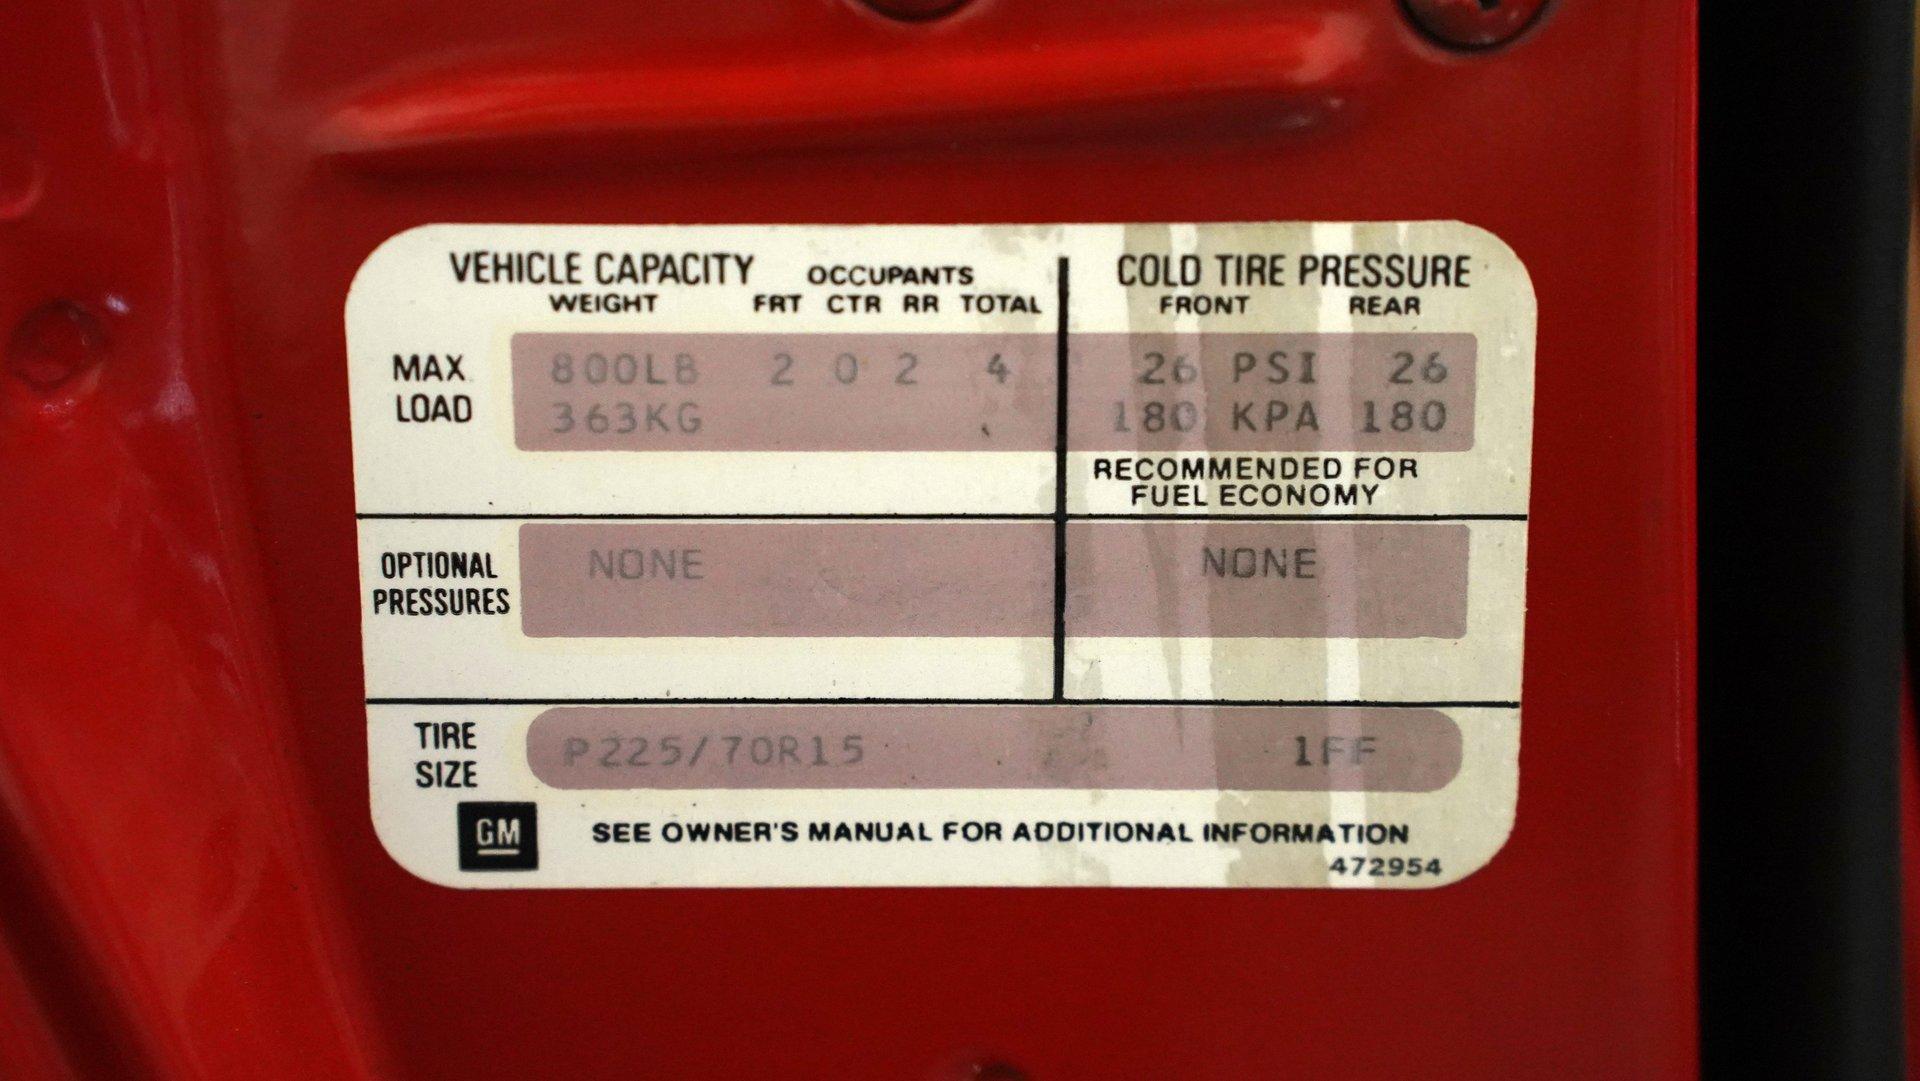 VEHICLE CAPACITY OCCUPANTS COLD TIRE PRESSURE
WEIGHT FRT CTR RR TOTAL FRONT REAR
MAX 800LB 2 0 2 4 26 PSI 26
LOAD 363KG 180 KPA 180
RECOMMENDED FOR
FUEL ECONOMY
OPTIONAL NONE NONE
PRESSURES
TIRE P225/70R15 1FF
SIZE
GM SEE OWNER'S MANUAL FOR ADDITIONAL INFORMATION
472954